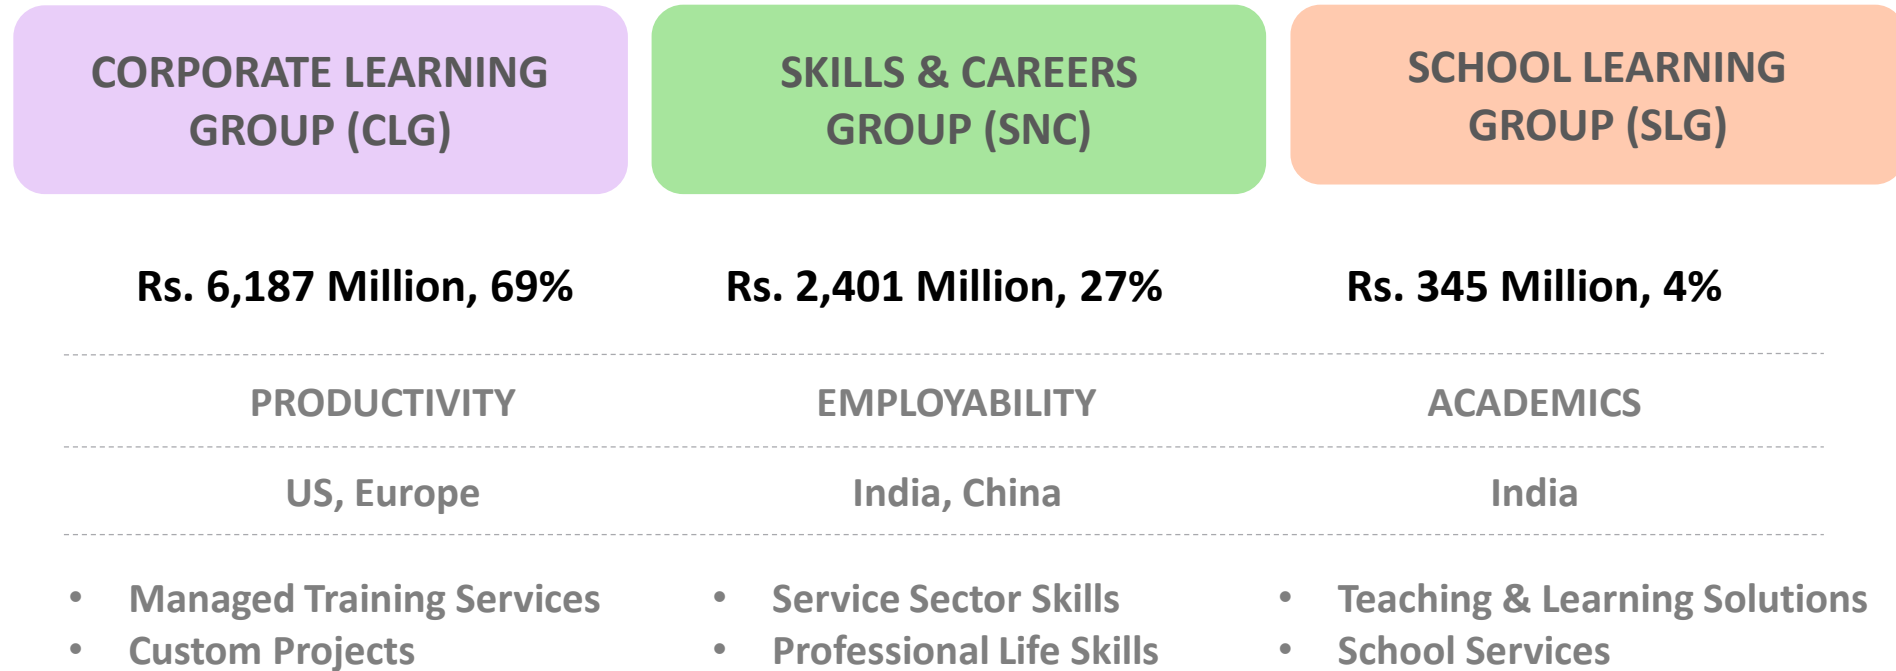 CORPORATE LEARNING
GROUP (CLG)
SKILLS & CAREERS
GROUP (SNC)
SCHOOL LEARNING
GROUP (SLG)
Rs. 6,187 Million, 69%
Rs. 2,401 Million, 27%
Rs. 345 Million, 4%
PRODUCTIVITY
EMPLOYABILITY
ACADEMICS
US, Europe
India, China
India
• Managed Training Services
• Custom Projects
• Service Sector Skills
• Professional Life Skills
• Teaching & Learning Solutions
• School Services